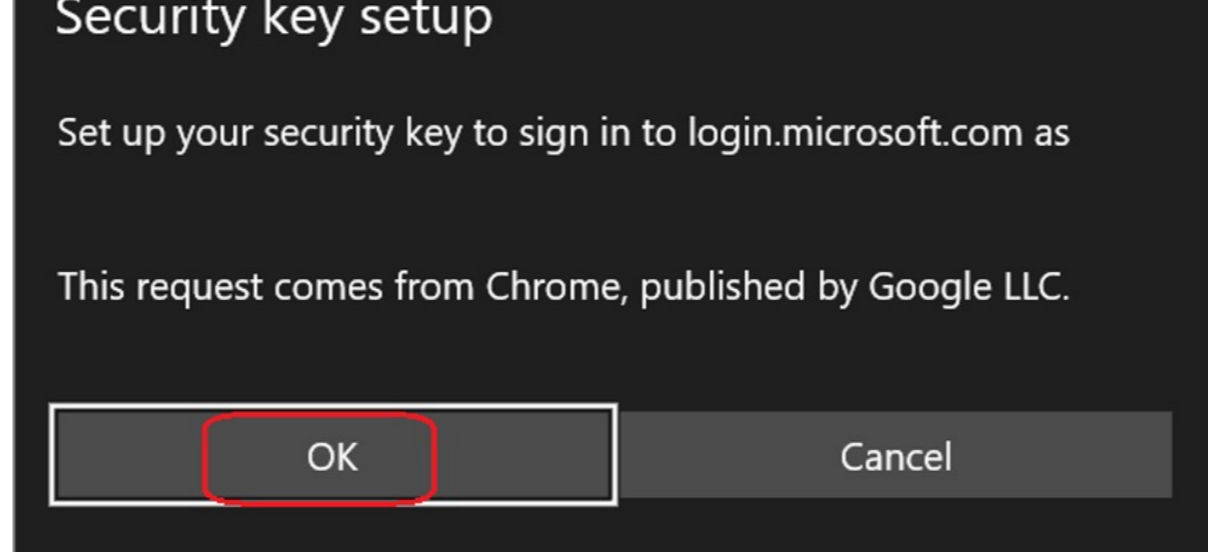 Security key setup
Set up your security key to sign in to login.microsoft.com as
This request comes from Chrome, published by Google LLC.
OK
Cancel